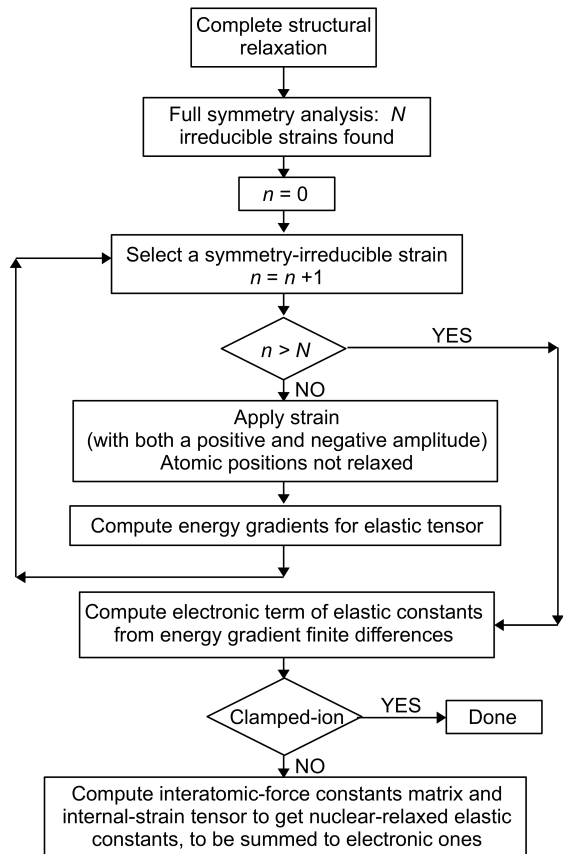 Complete structural
relaxation
Full symmetry analysis: N
irreducible strains found
n = 0
Select a symmetry-irreducible strain
n = n +1
n > N
YES
NO
Apply strain
(with both a positive and negative amplitude)
Atomic positions not relaxed
Compute energy gradients for elastic tensor
Compute electronic term of elastic constants
from energy gradient finite differences
Clamped-ion
YES
Done
NO
Compute interatomic-force constants matrix and
internal-strain tensor to get nuclear-relaxed elastic
constants, to be summed to electronic ones